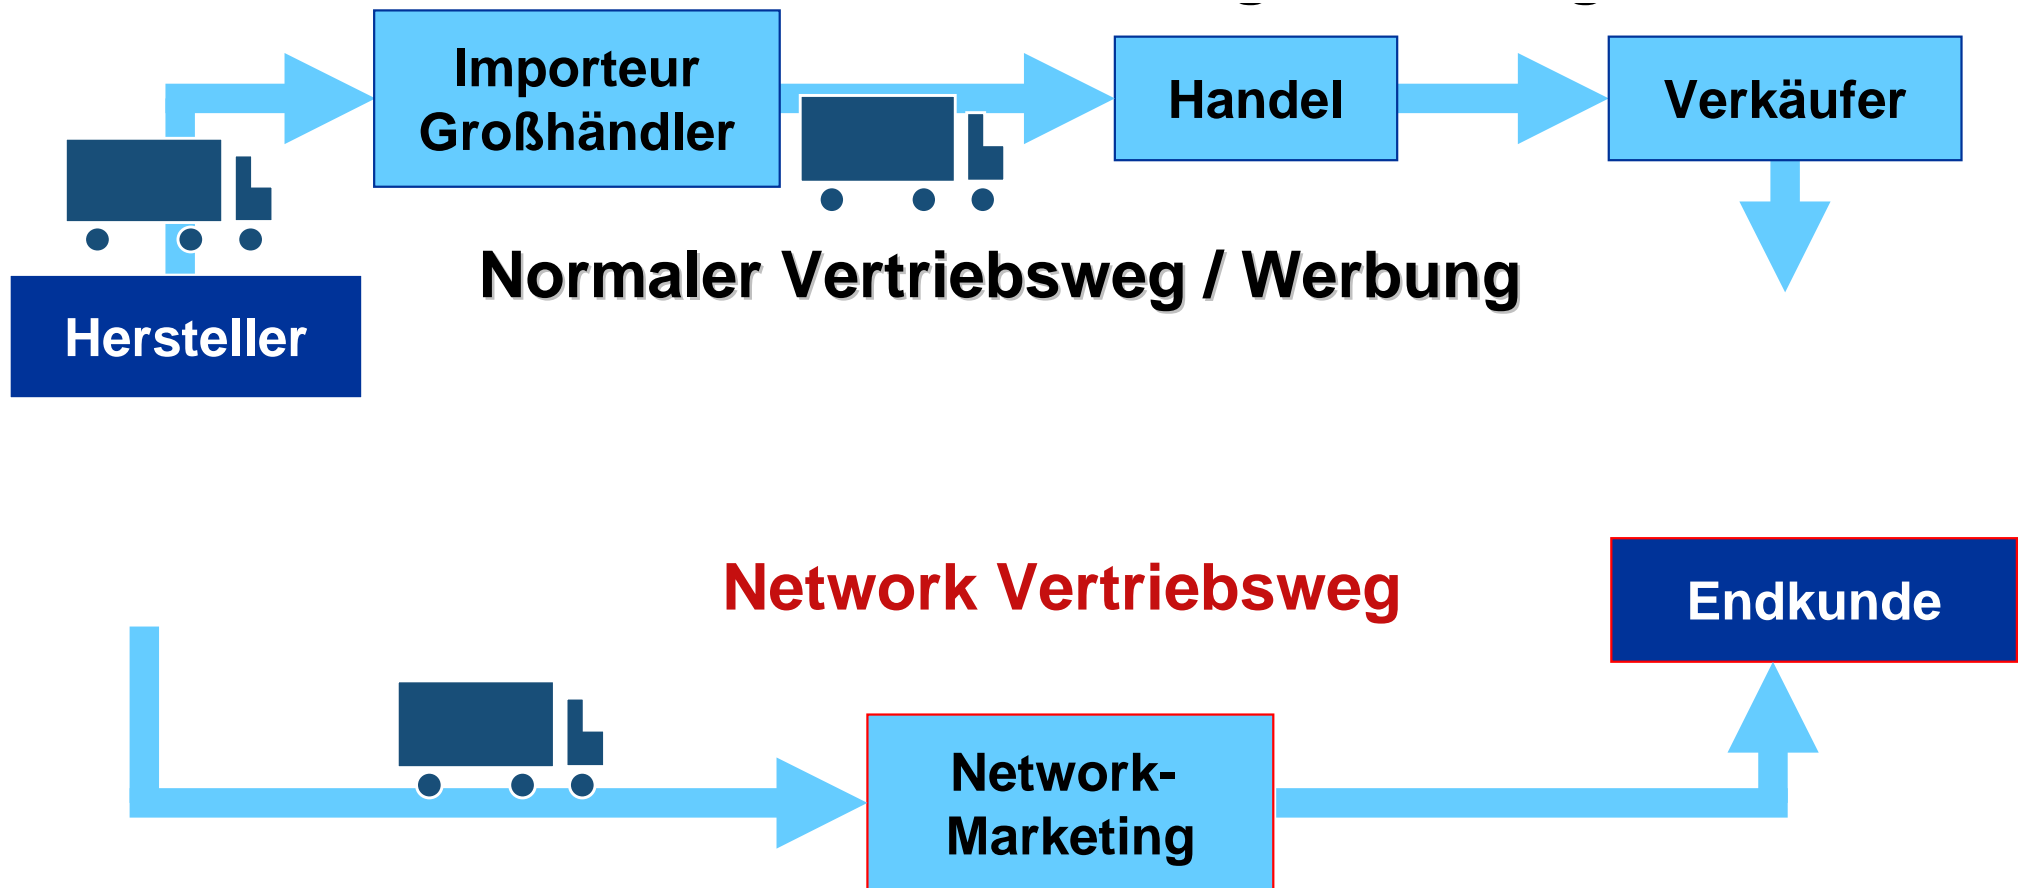 Importeur
Großhändler
Handel
Verkäufer
Normaler Vertriebsweg / Werbung
Hersteller
Network Vertriebsweg
Endkunde
Network-
Marketing